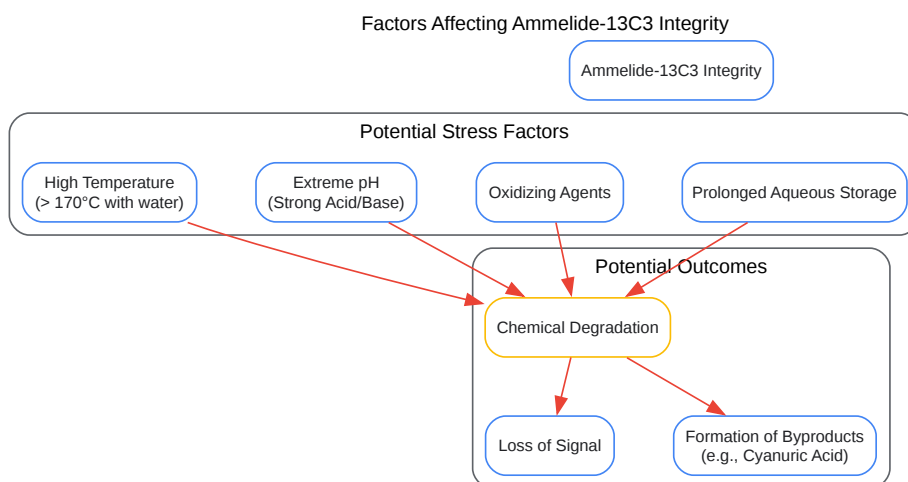 Factors Affecting Ammelide-13C3 Integrity
Ammelide-13C3 Integrity
Potential Stress Factors
High Temperature
(> 170°C with water)
Extreme pH
(Strong Acid/Base)
Oxidizing Agents
Prolonged Aqueous Storage
Potential Outcomes
Chemical Degradation
Loss of Signal
Formation of Byproducts
(e.g., Cyanuric Acid)